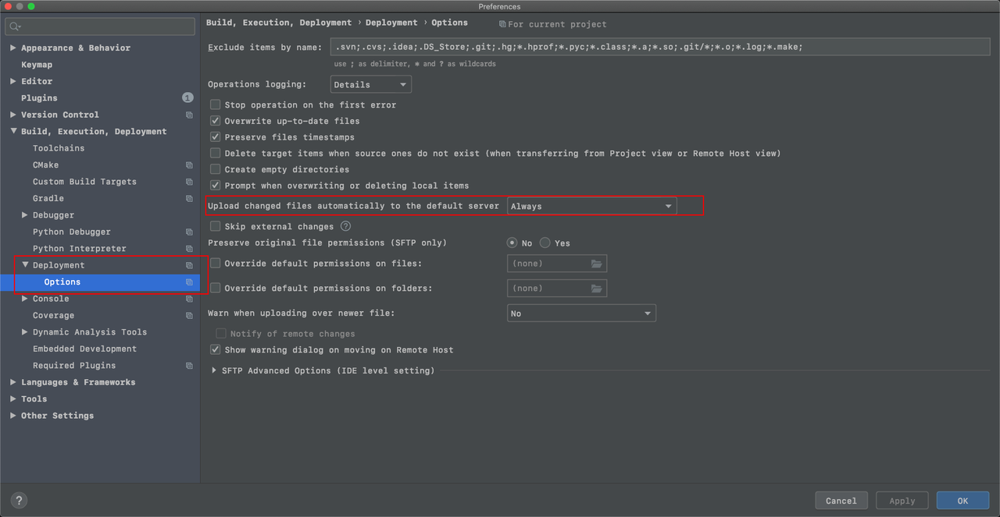 Preferences
Appearance & Behavior
Keymap
Editor
Plugins 1
Version Control
Build, Execution, Deployment
Toolchains
CMake
Custom Build Targets
Gradle
Debugger
Python Debugger
Python Interpreter
Deployment
Options
Console
Coverage
Dynamic Analysis Tools
Embedded Development
Required Plugins
Languages & Frameworks
Tools
Other Settings
Build, Execution, Deployment › Deployment › Options For current project
Exclude items by name: .svn;.cvs;.idea;.DS_Store;.git;.hg;*.hprof;*.pyc;*.class;*.a;*.so;.git/*;*.o;*.log;*.make;
use ; as delimiter, * and ? as wildcards
Operations logging: Details
Stop operation on the first error
Overwrite up-to-date files
Preserve files timestamps
Delete target items when source ones do not exist (when transferring from Project view or Remote Host view)
Create empty directories
Prompt when overwriting or deleting local items
Upload changed files automatically to the default server Always
Skip external changes ?
Preserve original file permissions (SFTP only) No Yes
Override default permissions on files: (none)
Override default permissions on folders: (none)
Warn when uploading over newer file: No
Notify of remote changes
Show warning dialog on moving on Remote Host
SFTP Advanced Options (IDE level setting)
? Cancel Apply OK